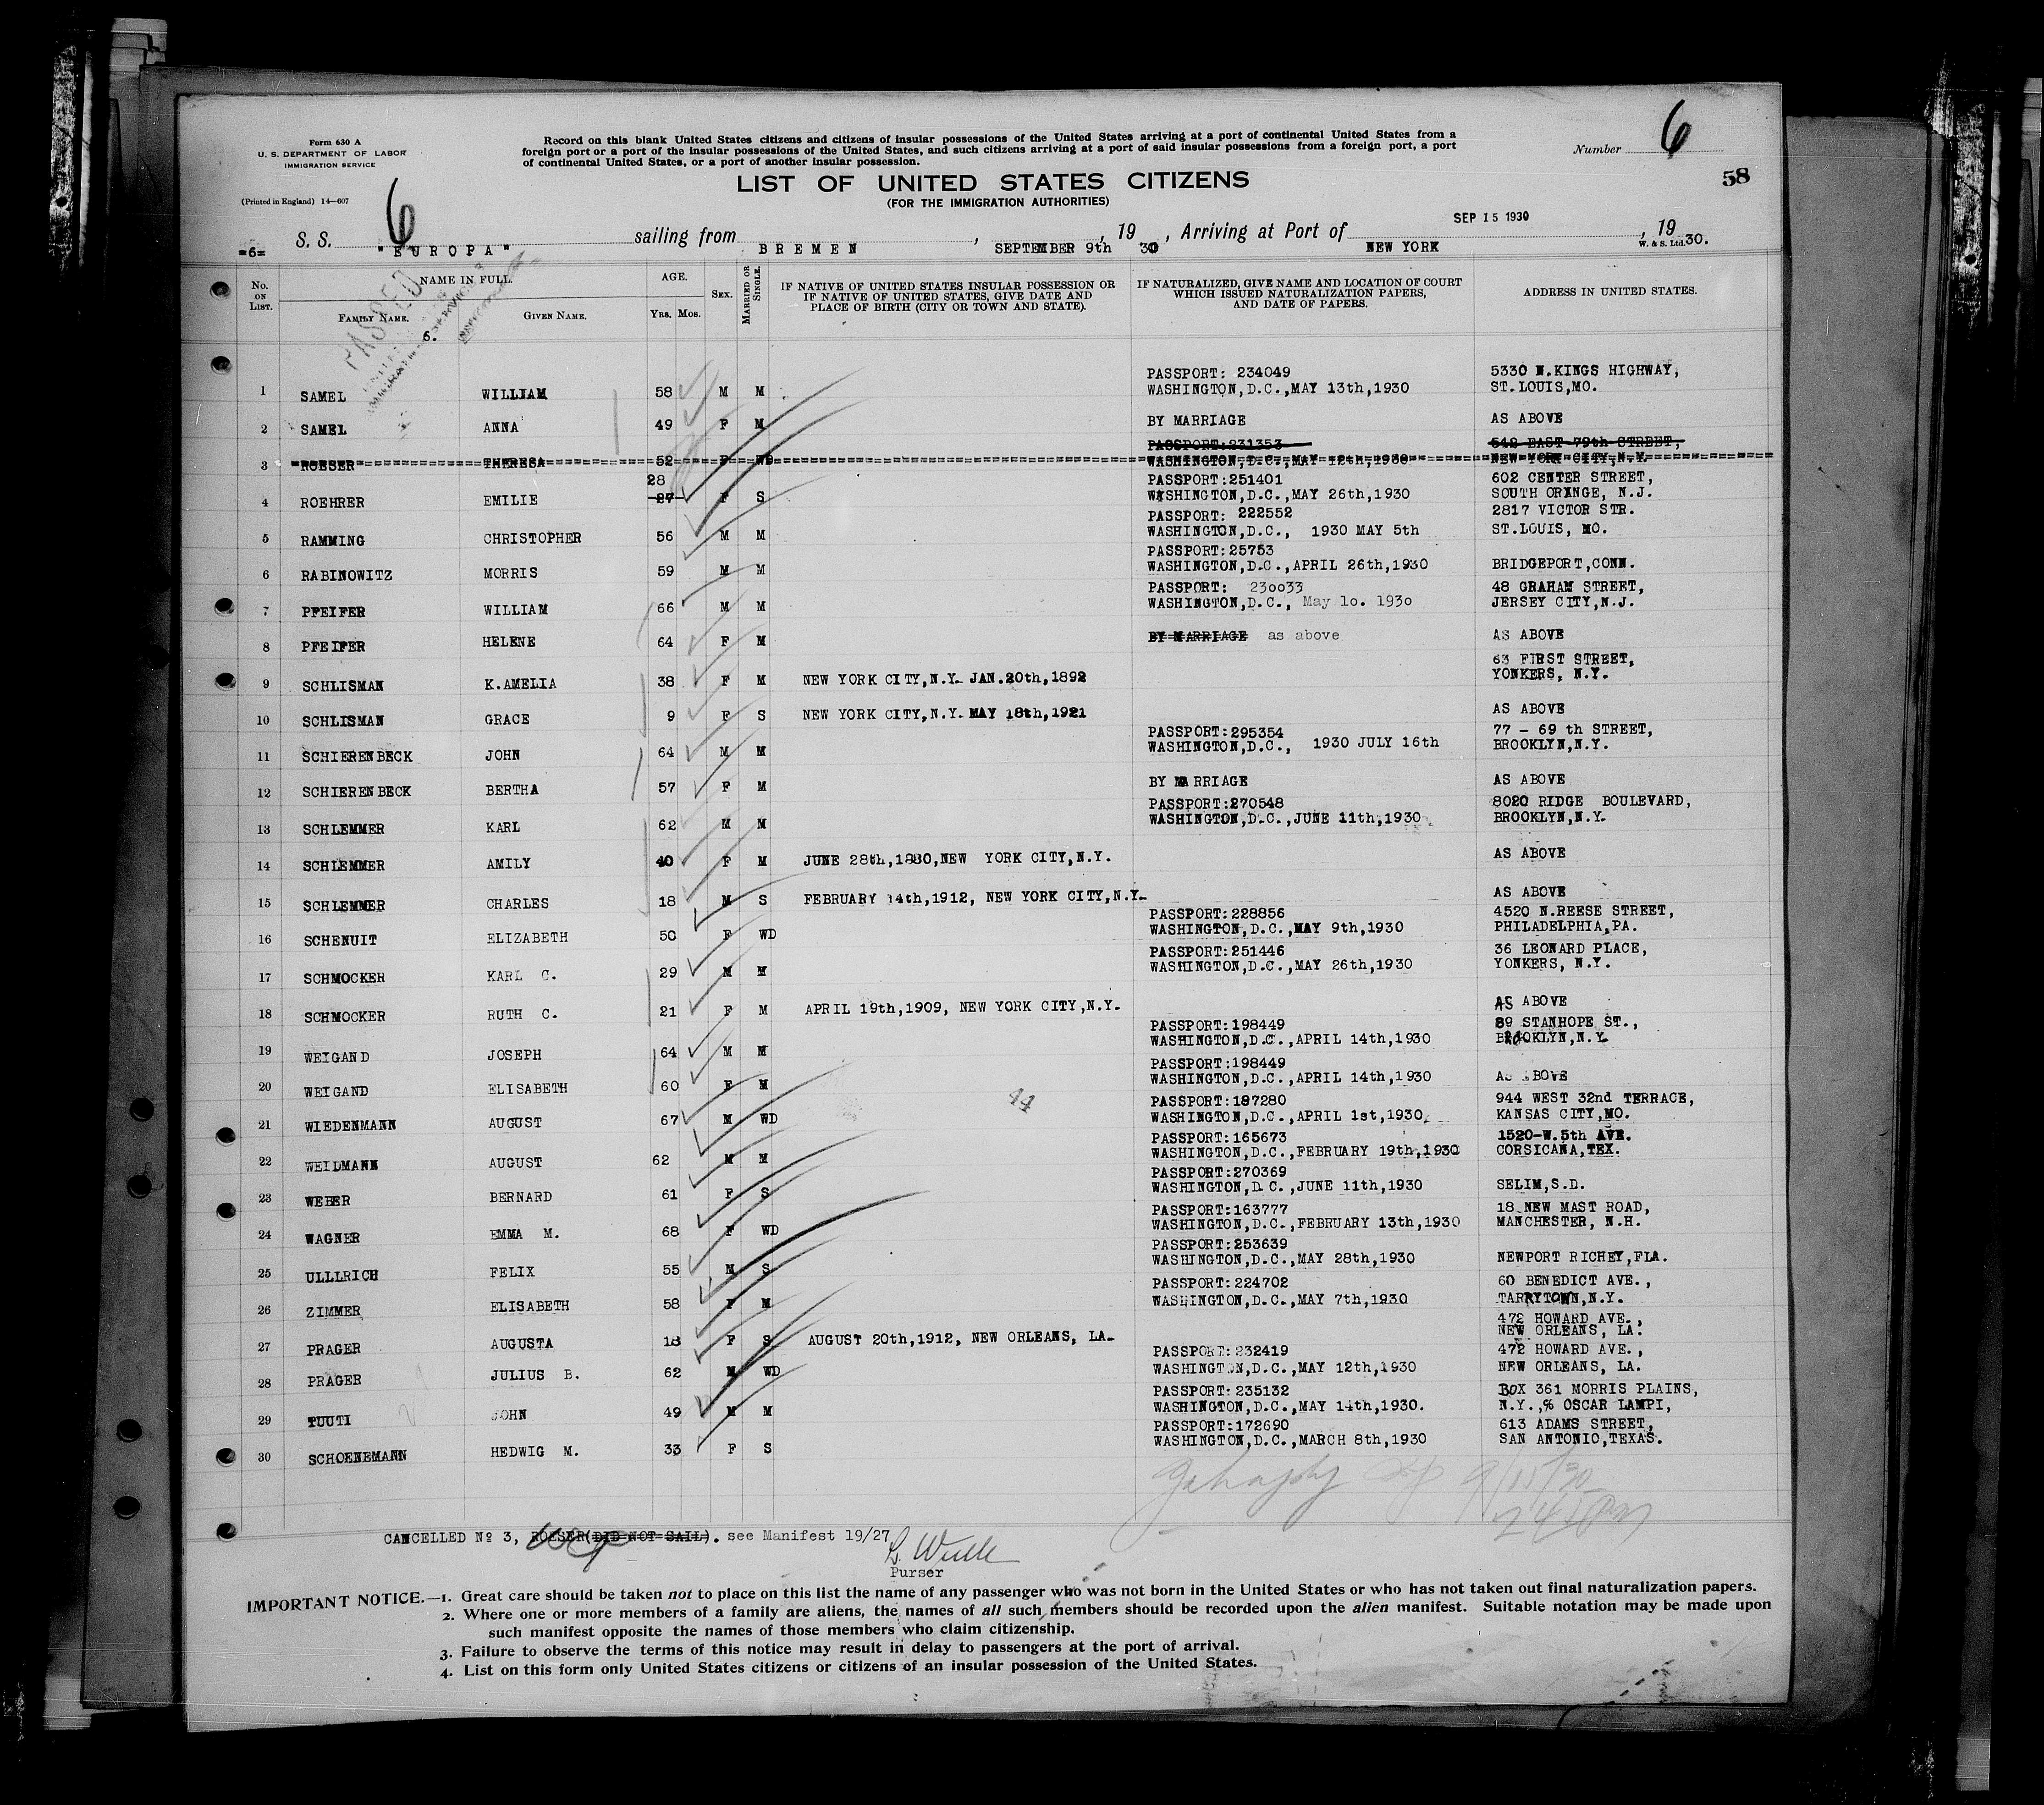 Form 630 A
U. S. DEPARTMENT OF LABOR
IMMIGRATION SERVICE
(Printed in England) 14—607
Record on this blank United States citizens and citizens of insular possessions of the United States arriving at a port of continental United States from a
foreign port or a port of the insular possessions of the United States, and such citizens arriving at a port of said insular possessions from a foreign port, a port
of continental United States, or a port of another insular possession.
Number 6
58
LIST OF UNITED STATES CITIZENS
(FOR THE IMMIGRATION AUTHORITIES)
6
SEP 15 1930
S. S. "EUROPA" sailing from BREMEN, SEPTEMBER 9th, 1930, Arriving at Port of NEW YORK, 1930.
=6=
W. & S. Ltd.
No. ON LIST. NAME IN FULL. AGE. SEX. MARRIED OR SINGLE. IF NATIVE OF UNITED STATES INSULAR POSSESSION OR IF NATIVE OF UNITED STATES, GIVE DATE AND PLACE OF BIRTH (CITY OR TOWN AND STATE). IF NATURALIZED, GIVE NAME AND LOCATION OF COURT WHICH ISSUED NATURALIZATION PAPERS, AND DATE OF PAPERS. ADDRESS IN UNITED STATES.
FAMILY NAME. GIVEN NAME. YRS. MOS.
6.
PASSED
1 SAMEL WILLIAM 58 M M PASSPORT: 234049 WASHINGTON,D.C.,MAY 13th,1930 5330 N.KINGS HIGHWAY, ST.LOUIS,MO.
2 SAMEL ANNA 49 F M BY MARRIAGE AS ABOVE
3 ROESER THERESA 52 F WD PASSPORT:231353 WASHINGTON,D.C.,MAY 12th,1930 542 EAST 79th STREET, NEW YORK CITY,N.Y.
4 ROEHRER EMILIE 28 27 F S PASSPORT:251401 WASHINGTON,D.C.,MAY 26th,1930 602 CENTER STREET, SOUTH ORANGE, N.J.
5 RAMMING CHRISTOPHER 56 M M PASSPORT: 222552 WASHINGTON,D.C., 1930 MAY 5th 2817 VICTOR STR. ST.LOUIS, MO.
6 RABINOWITZ MORRIS 59 M M PASSPORT:25753 WASHINGTON,D.C.,APRIL 26th,1930 BRIDGEPORT,CONN.
7 PFEIFER WILLIAM 66 M M PASSPORT: 230033 WASHINGTON,D.C., May 10. 1930 48 GRAHAM STREET, JERSEY CITY,N.J.
8 PFEIFER HELENE 64 F M BY MARRIAGE as above AS ABOVE
9 SCHLISMAN K.AMELIA 38 F M NEW YORK CITY,N.Y. JAN.20th,1892 63 FIRST STREET, YONKERS, N.Y.
10 SCHLISMAN GRACE 9 F S NEW YORK CITY,N.Y. MAY 18th,1921 AS ABOVE
11 SCHIERENBECK JOHN 64 M M PASSPORT:295354 WASHINGTON,D.C., 1930 JULY 16th 77 - 69 th STREET, BROOKLYN,N.Y.
12 SCHIERENBECK BERTHA 57 F M BY MARRIAGE AS ABOVE
13 SCHLEMMER KARL 62 M M PASSPORT:270548 WASHINGTON,D.C.,JUNE 11th,1930 8020 RIDGE BOULEVARD, BROOKLYN,N.Y.
14 SCHLEMMER AMILY 40 F M JUNE 28th,1880,NEW YORK CITY,N.Y. AS ABOVE
15 SCHLEMMER CHARLES 18 M S FEBRUARY 14th,1912, NEW YORK CITY,N.Y. AS ABOVE
16 SCHENUIT ELIZABETH 50 F WD PASSPORT:228856 WASHINGTON,D.C.,MAY 9th,1930 4520 N.REESE STREET, PHILADELPHIA,PA.
17 SCHMOCKER KARL C. 29 M M PASSPORT:251446 WASHINGTON,D.C.,MAY 26th,1930 36 LEONARD PLACE, YONKERS, N.Y.
18 SCHMOCKER RUTH C. 21 F M APRIL 19th,1909, NEW YORK CITY,N.Y. AS ABOVE
19 WEIGAND JOSEPH 64 M M PASSPORT:198449 WASHINGTON,D.C.,APRIL 14th,1930 89 STANHOPE ST., BROOKLYN,N.Y.
20 WEIGAND ELISABETH 60 F M PASSPORT:198449 WASHINGTON,D.C.,APRIL 14th,1930 AS ABOVE
44
21 WIEDENMANN AUGUST 67 M WD PASSPORT:187280 WASHINGTON,D.C.,APRIL 1st,1930. 944 WEST 32nd TERRACE, KANSAS CITY,MO.
22 WEIDMANN AUGUST 62 M M PASSPORT:165673 WASHINGTON,D.C.,FEBRUARY 19th,1930 1520-W.5th AVE. CORSICANA,TEX.
23 WEBER BERNARD 61 F S PASSPORT:270369 WASHINGTON,D.C.,JUNE 11th,1930 SELIM,S.D.
24 WAGNER EMMA M. 68 F WD PASSPORT:163777 WASHINGTON,D.C.,FEBRUARY 13th,1930 18 NEW MAST ROAD, MANCHESTER, N.H.
25 ULLLRICH FELIX 55 M S PASSPORT:253639 WASHINGTON,D.C.,MAY 28th,1930 NEWPORT RICHEY,FLA.
26 ZIMMER ELISABETH 58 F M PASSPORT:224702 WASHINGTON,D.C.,MAY 7th,1930 60 BENEDICT AVE., TARRYTOWN,N.Y.
27 PRAGER AUGUSTA 18 F S AUGUST 20th,1912, NEW ORLEANS, LA. 472 HOWARD AVE., NEW ORLEANS, LA.
28 PRAGER JULIUS B. 62 M WD PASSPORT:232419 WASHINGTON,D.C.,MAY 12th,1930 472 HOWARD AVE., NEW ORLEANS, LA.
29 TUUTI JOHN 49 M M PASSPORT:235132 WASHINGTON,D.C.,MAY 14th,1930. BOX 361 MORRIS PLAINS, N.Y.,% OSCAR LAMPI,
30 SCHOENEMANN HEDWIG M. 33 F S PASSPORT:172690 WASHINGTON,D.C.,MARCH 8th,1930 613 ADAMS STREET, SAN ANTONIO,TEXAS.
9/15/30
CANCELLED No 3, ROESER(DID NOT SAIL). see Manifest 19/27
Purser
IMPORTANT NOTICE.—1. Great care should be taken not to place on this list the name of any passenger who was not born in the United States or who has not taken out final naturalization papers.
2. Where one or more members of a family are aliens, the names of all such members should be recorded upon the alien manifest. Suitable notation may be made upon
such manifest opposite the names of those members who claim citizenship.
3. Failure to observe the terms of this notice may result in delay to passengers at the port of arrival.
4. List on this form only United States citizens or citizens of an insular possession of the United States.